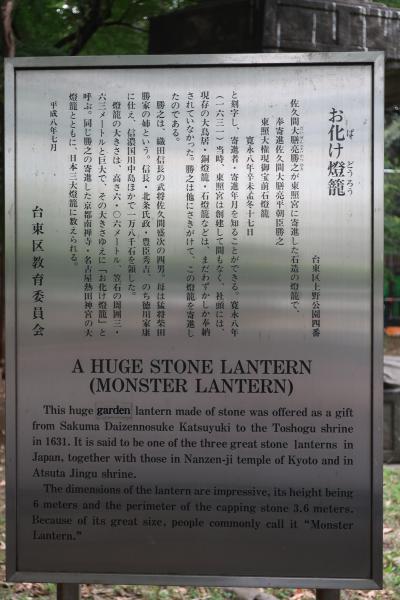 お化け燈籠
ば
どうろう
台東区上野公園四番
佐久間大膳亮勝之が東照宮に寄進した石造の燈籠で、
奉寄進佐久間大膳亮平朝臣勝之
東照大権現御宝前石燈籠
寛永八年辛未孟冬十七日
と刻字し、寄進者・寄進年月を知ることができる。寛永八年
(一六三一)当時、東照宮は創建して間もなく、社頭には、
現存の大鳥居・銅燈籠・石燈籠などは、まだわずかしか奉納
されていなかった。勝之は他にさきがけて、この燈籠を寄進し
たのである。
勝之は、織田信長の武将佐久間盛次の四男。母は猛将柴田
勝家の姉という。信長・北条氏政・豊臣秀吉、のち徳川家康
に仕え、信濃国川中島ほかで一万八千石を領した。
燈籠の大きさは、高さ六・〇六メートル、笠石の周囲三・
六三メートルと巨大で、その大きさゆえに「お化け燈籠」と
呼ぶ。同じ勝之の寄進した京都南禅寺・名古屋熱田神宮の大
燈籠とともに、日本三大燈籠に数えられる。
平成八年七月
台東区教育委員会
A HUGE STONE LANTERN
(MONSTER LANTERN)
This huge garden lantern made of stone was offered as a gift
from Sakuma Daizennosuke Katsuyuki to the Toshogu shrine
in 1631. It is said to be one of the three great stone lanterns in
Japan, together with those in Nanzen-ji temple of Kyoto and in
Atsuta Jingu shrine.
The dimensions of the lantern are impressive, its height being
6 meters and the perimeter of the capping stone 3.6 meters.
Because of its great size, people commonly call it "Monster
Lantern."